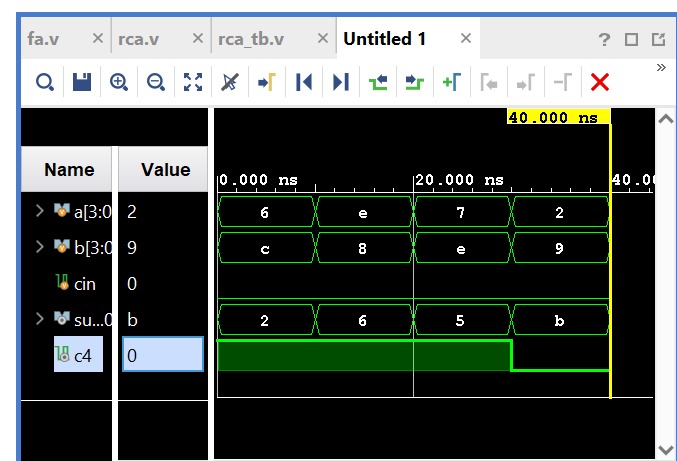 fa.v × rca.v × rca_tb.v × Untitled 1 × ?
»
40.000 ns
Name Value
0.000 ns 20.000 ns 40.00
a[3:0 2 6 e 7 2
b[3:0 9 c 8 e 9
cin 0
su...0 b 2 6 5 b
c4 0